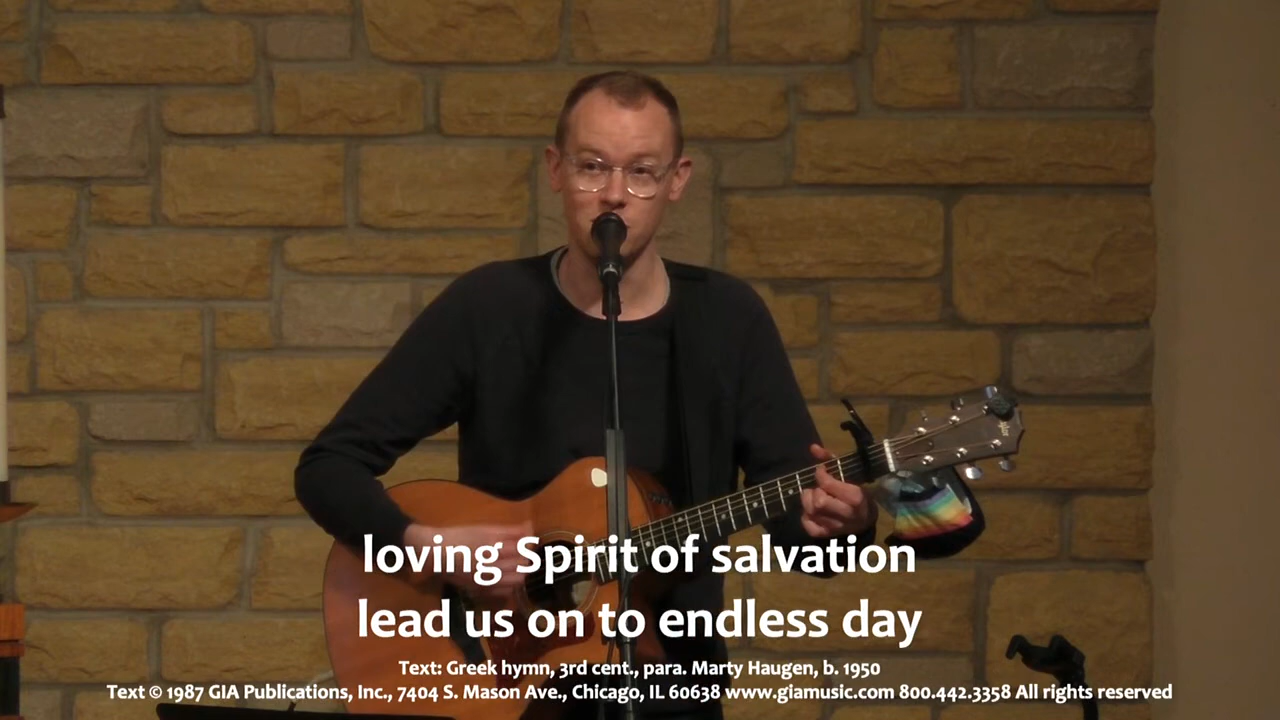 loving Spirit of salvation
lead us on to endless day
Text: Greek hymn, 3rd cent., para. Marty Haugen, b. 1950
Text © 1987 GIA Publications, Inc., 7404 S. Mason Ave., Chicago, IL 60638 www.giamusic.com 800.442.3358 All rights reserved